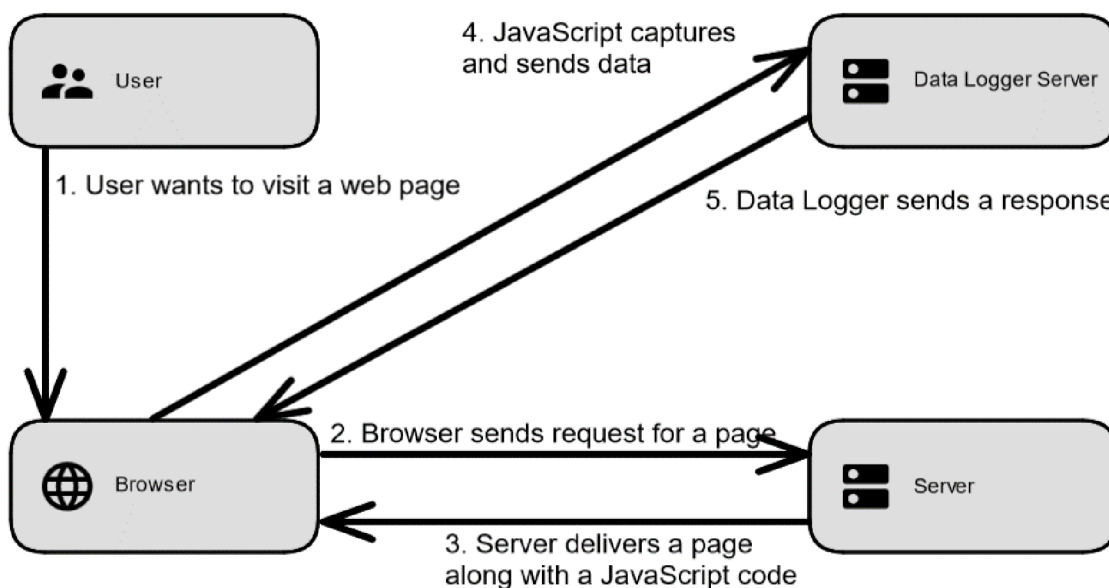 User
4. JavaScript captures
and sends data
Data Logger Server
1. User wants to visit a web page
5. Data Logger sends a response
2. Browser sends request for a page
Browser
Server
3. Server delivers a page
along with a JavaScript code